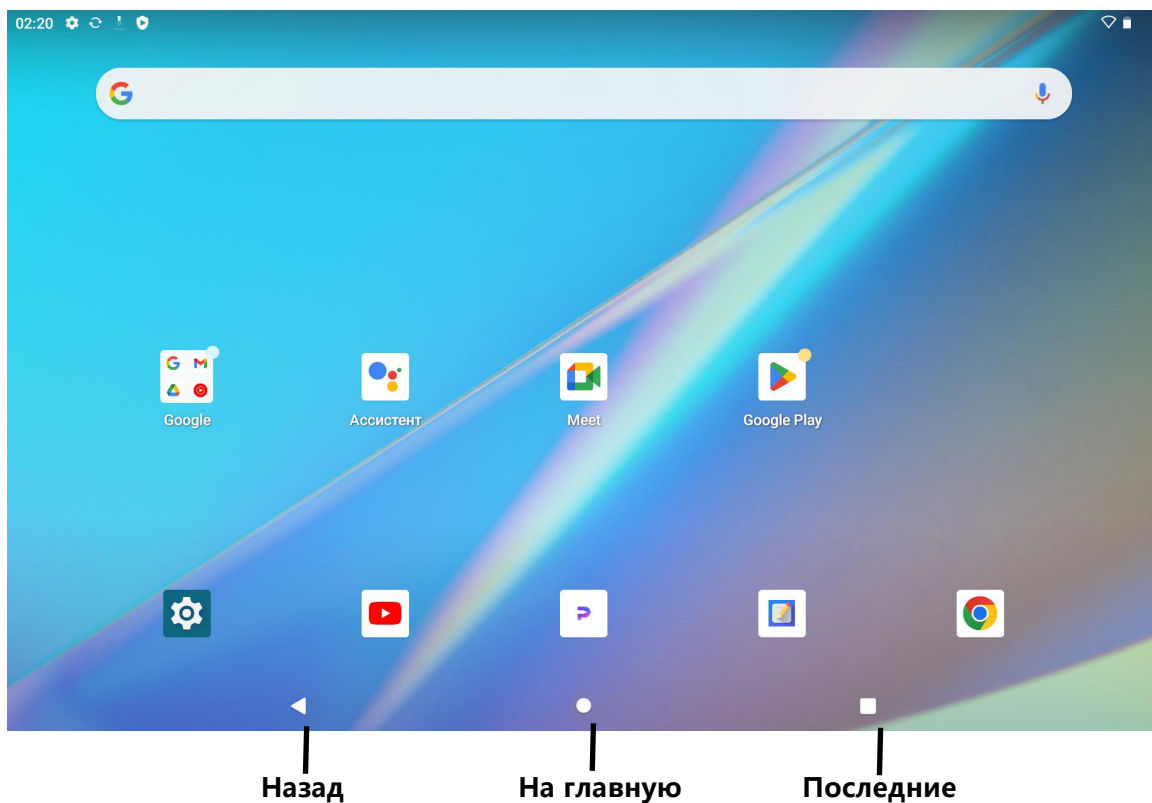 02:20
Google
Ассистент
Meet
Google Play
Назад
На главную
Последние